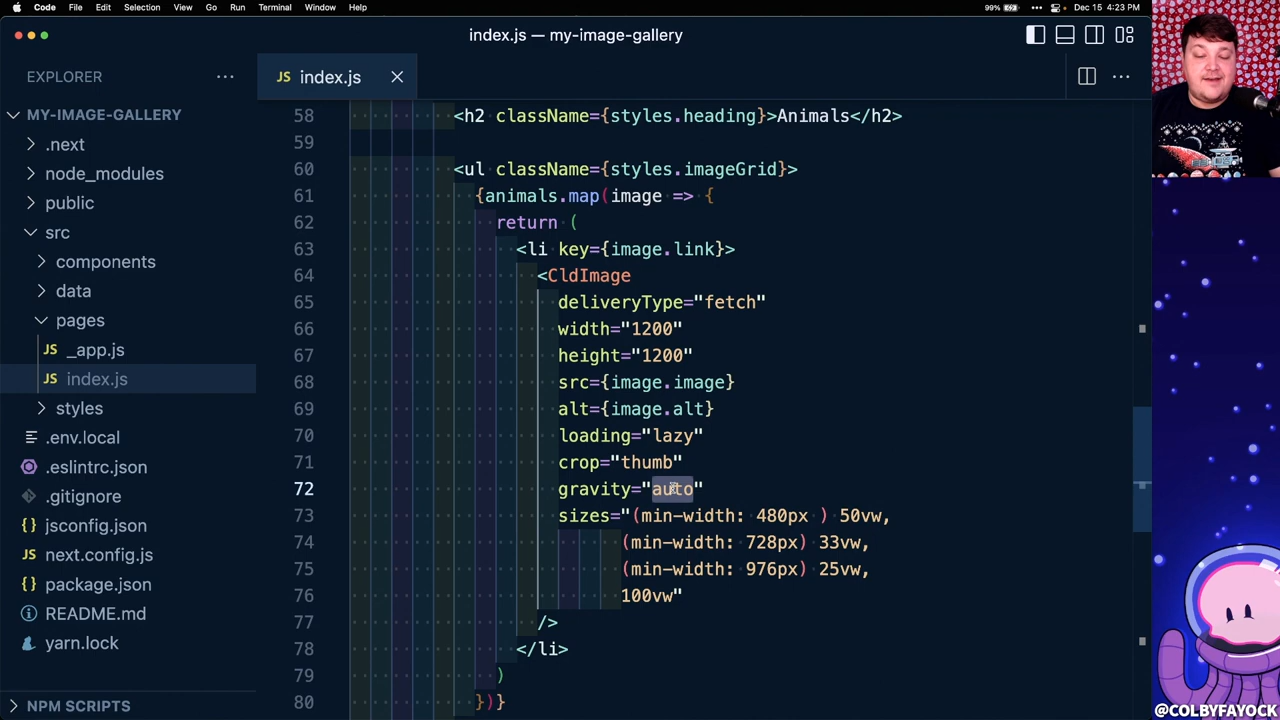 Code File Edit Selection View Go Run Terminal Window Help 99% Dec 15 4:23 PM
index.js — my-image-gallery
EXPLORER
JS index.js
MY-IMAGE-GALLERY
.next
node_modules
public
src
components
data
pages
JS _app.js
JS index.js
styles
.env.local
.eslintrc.json
.gitignore
jsconfig.json
next.config.js
package.json
README.md
yarn.lock
NPM SCRIPTS
58 <h2 className={styles.heading}>Animals</h2>
59
60 <ul className={styles.imageGrid}>
61 {animals.map(image => {
62 return (
63 <li key={image.link}>
64 <CldImage
65 deliveryType="fetch"
66 width="1200"
67 height="1200"
68 src={image.image}
69 alt={image.alt}
70 loading="lazy"
71 crop="thumb"
72 gravity="auto"
73 sizes="(min-width: 480px ) 50vw,
74 (min-width: 728px) 33vw,
75 (min-width: 976px) 25vw,
76 100vw"
77 />
78 </li>
79 )
80 })}
@COLBYFAYOCK